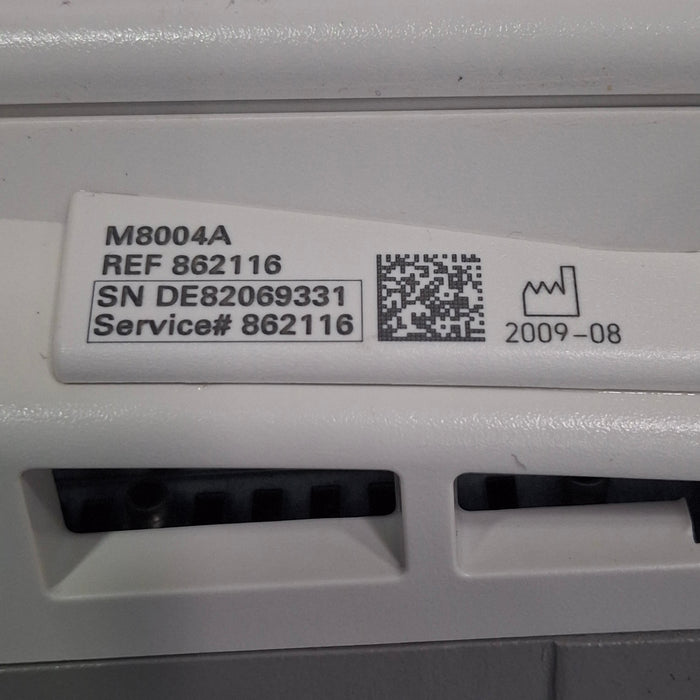 M8004A
REF 862116
SN DE82069331
Service# 862116
2009-08